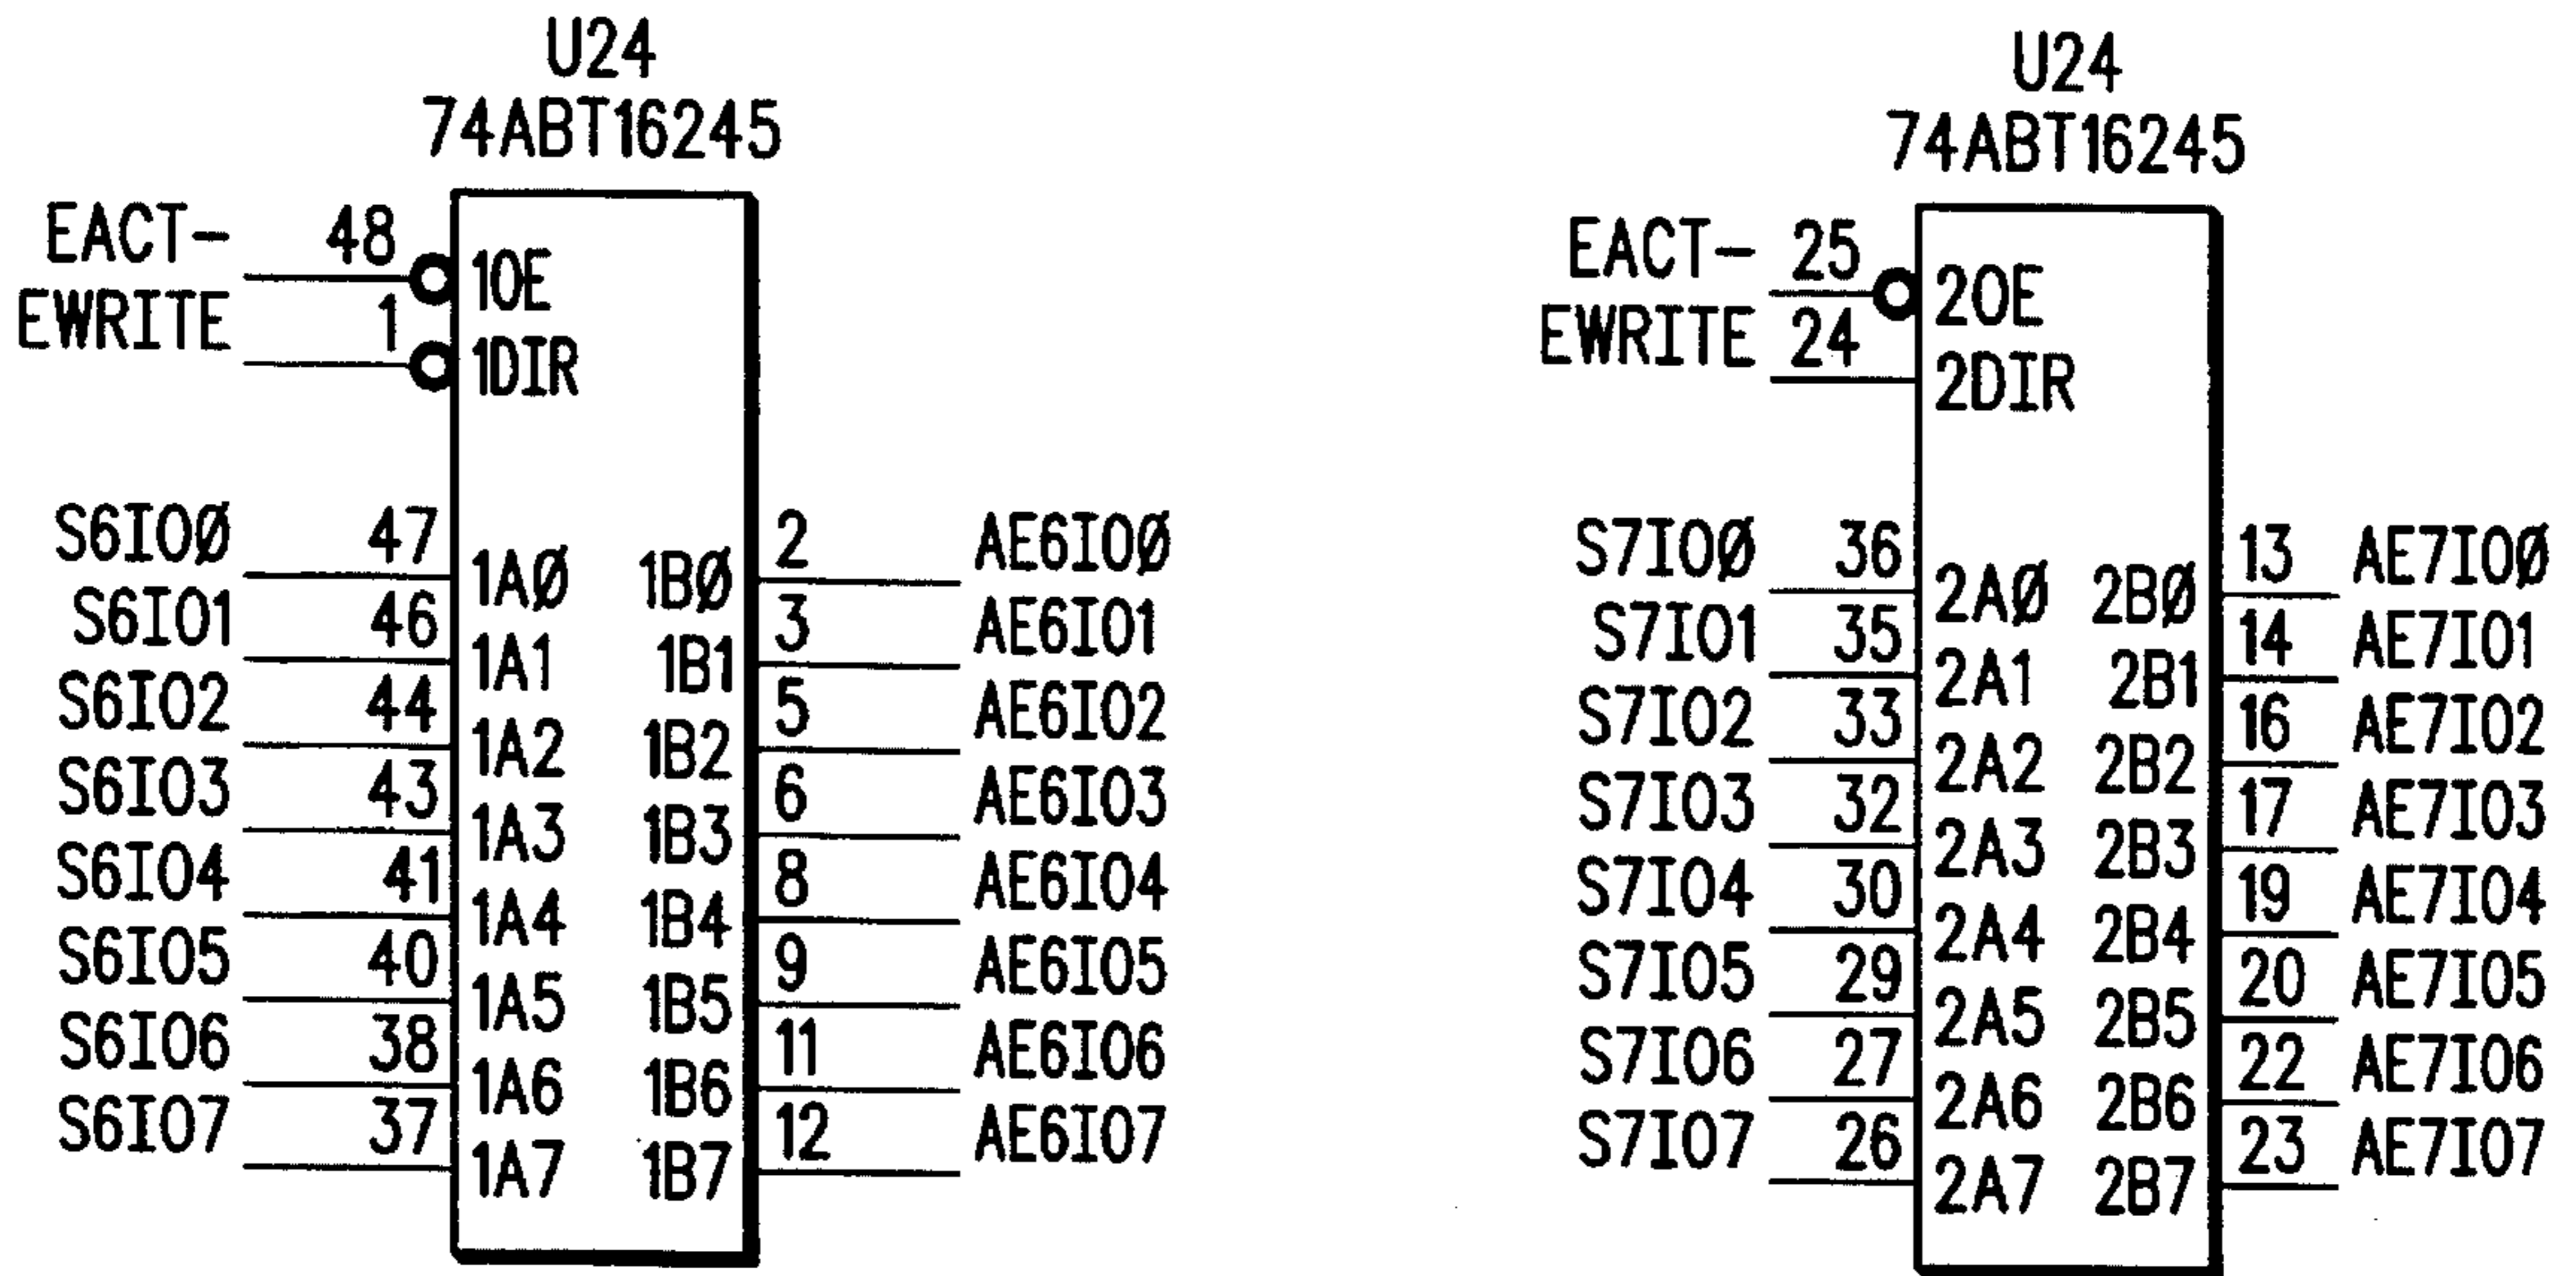 U24
74ABT16245
EACT- 48 1OE
EWRITE 1 1DIR
S6IOØ 47 1AØ 1BØ 2 AE6IOØ
S6IO1 46 1A1 1B1 3 AE6IO1
S6IO2 44 1A2 1B2 5 AE6IO2
S6IO3 43 1A3 1B3 6 AE6IO3
S6IO4 41 1A4 1B4 8 AE6IO4
S6IO5 40 1A5 1B5 9 AE6IO5
S6IO6 38 1A6 1B6 11 AE6IO6
S6IO7 37 1A7 1B7 12 AE6IO7
U24
74ABT16245
EACT- 25 2OE
EWRITE 24 2DIR
S7IOØ 36 2AØ 2BØ 13 AE7IOØ
S7IO1 35 2A1 2B1 14 AE7IO1
S7IO2 33 2A2 2B2 16 AE7IO2
S7IO3 32 2A3 2B3 17 AE7IO3
S7IO4 30 2A4 2B4 19 AE7IO4
S7IO5 29 2A5 2B5 20 AE7IO5
S7IO6 27 2A6 2B6 22 AE7IO6
S7IO7 26 2A7 2B7 23 AE7IO7